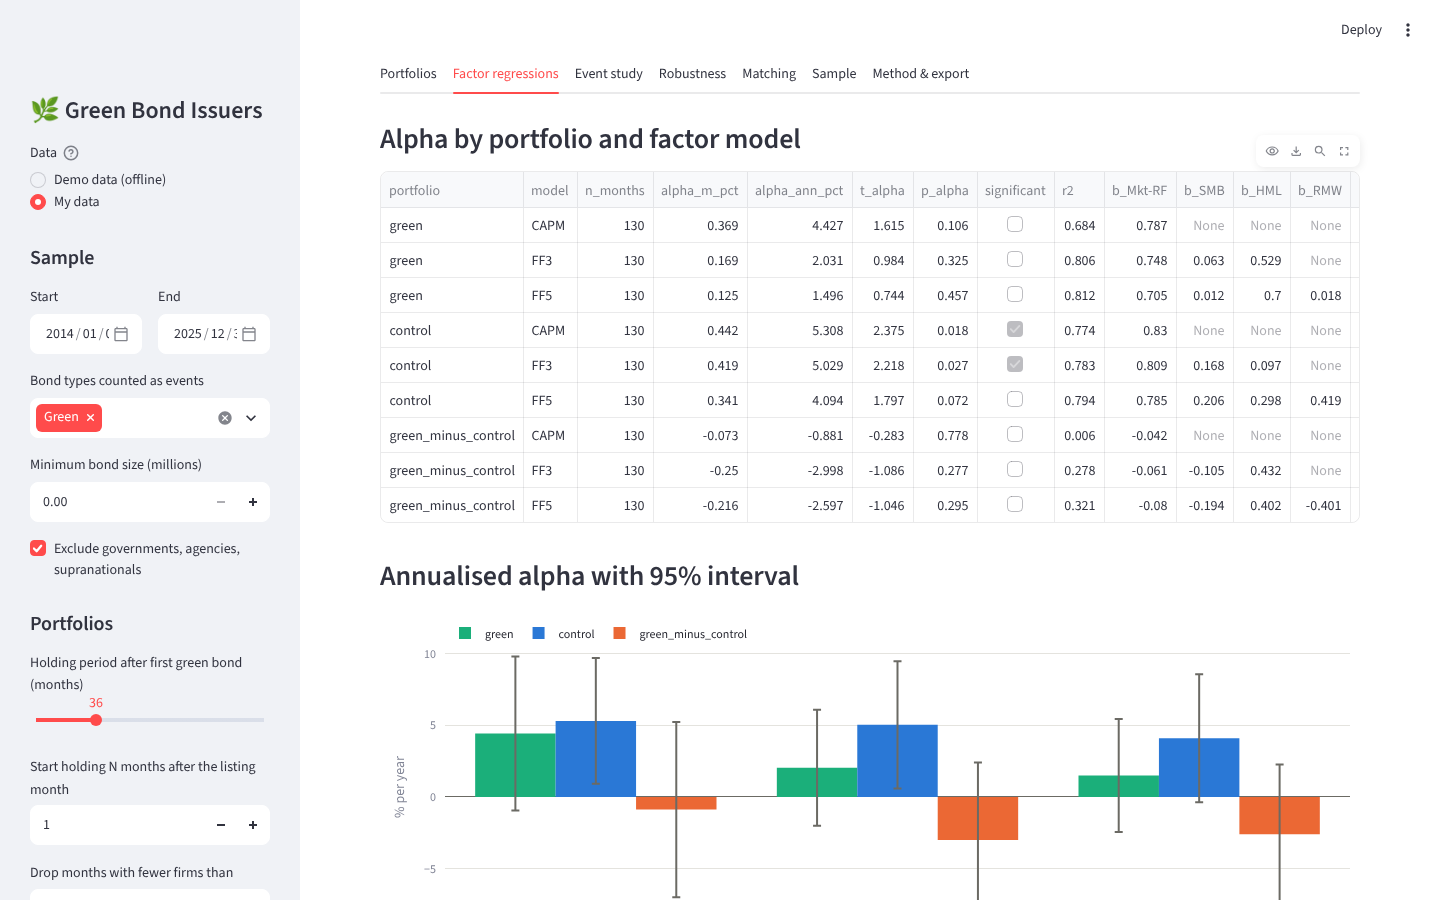 Deploy
🌿 Green Bond Issuers
Data
Demo data (offline)
My data
Sample
Start End
2014 / 01 / 2025 / 12 /
Bond types counted as events
Green
Minimum bond size (millions)
0.00
Exclude governments, agencies,
supranationals
Portfolios
Holding period after first green bond
(months)
36
Start holding N months after the listing
month
1
Drop months with fewer firms than
Portfolios Factor regressions Event study Robustness Matching Sample Method & export
Alpha by portfolio and factor model
portfolio model n_months alpha_m_pct alpha_ann_pct t_alpha p_alpha significant r2 b_Mkt-RF b_SMB b_HML b_RMW
green CAPM 130 0.369 4.427 1.615 0.106 0.684 0.787 None None None
green FF3 130 0.169 2.031 0.984 0.325 0.806 0.748 0.063 0.529 None
green FF5 130 0.125 1.496 0.744 0.457 0.812 0.705 0.012 0.7 0.018
control CAPM 130 0.442 5.308 2.375 0.018 0.774 0.83 None None None
control FF3 130 0.419 5.029 2.218 0.027 0.783 0.809 0.168 0.097 None
control FF5 130 0.341 4.094 1.797 0.072 0.794 0.785 0.206 0.298 0.419
green_minus_control CAPM 130 -0.073 -0.881 -0.283 0.778 0.006 -0.042 None None None
green_minus_control FF3 130 -0.25 -2.998 -1.086 0.277 0.278 -0.061 -0.105 0.432 None
green_minus_control FF5 130 -0.216 -2.597 -1.046 0.295 0.321 -0.08 -0.194 0.402 -0.401
Annualised alpha with 95% interval
green control green_minus_control
10
5
0
−5
% per year